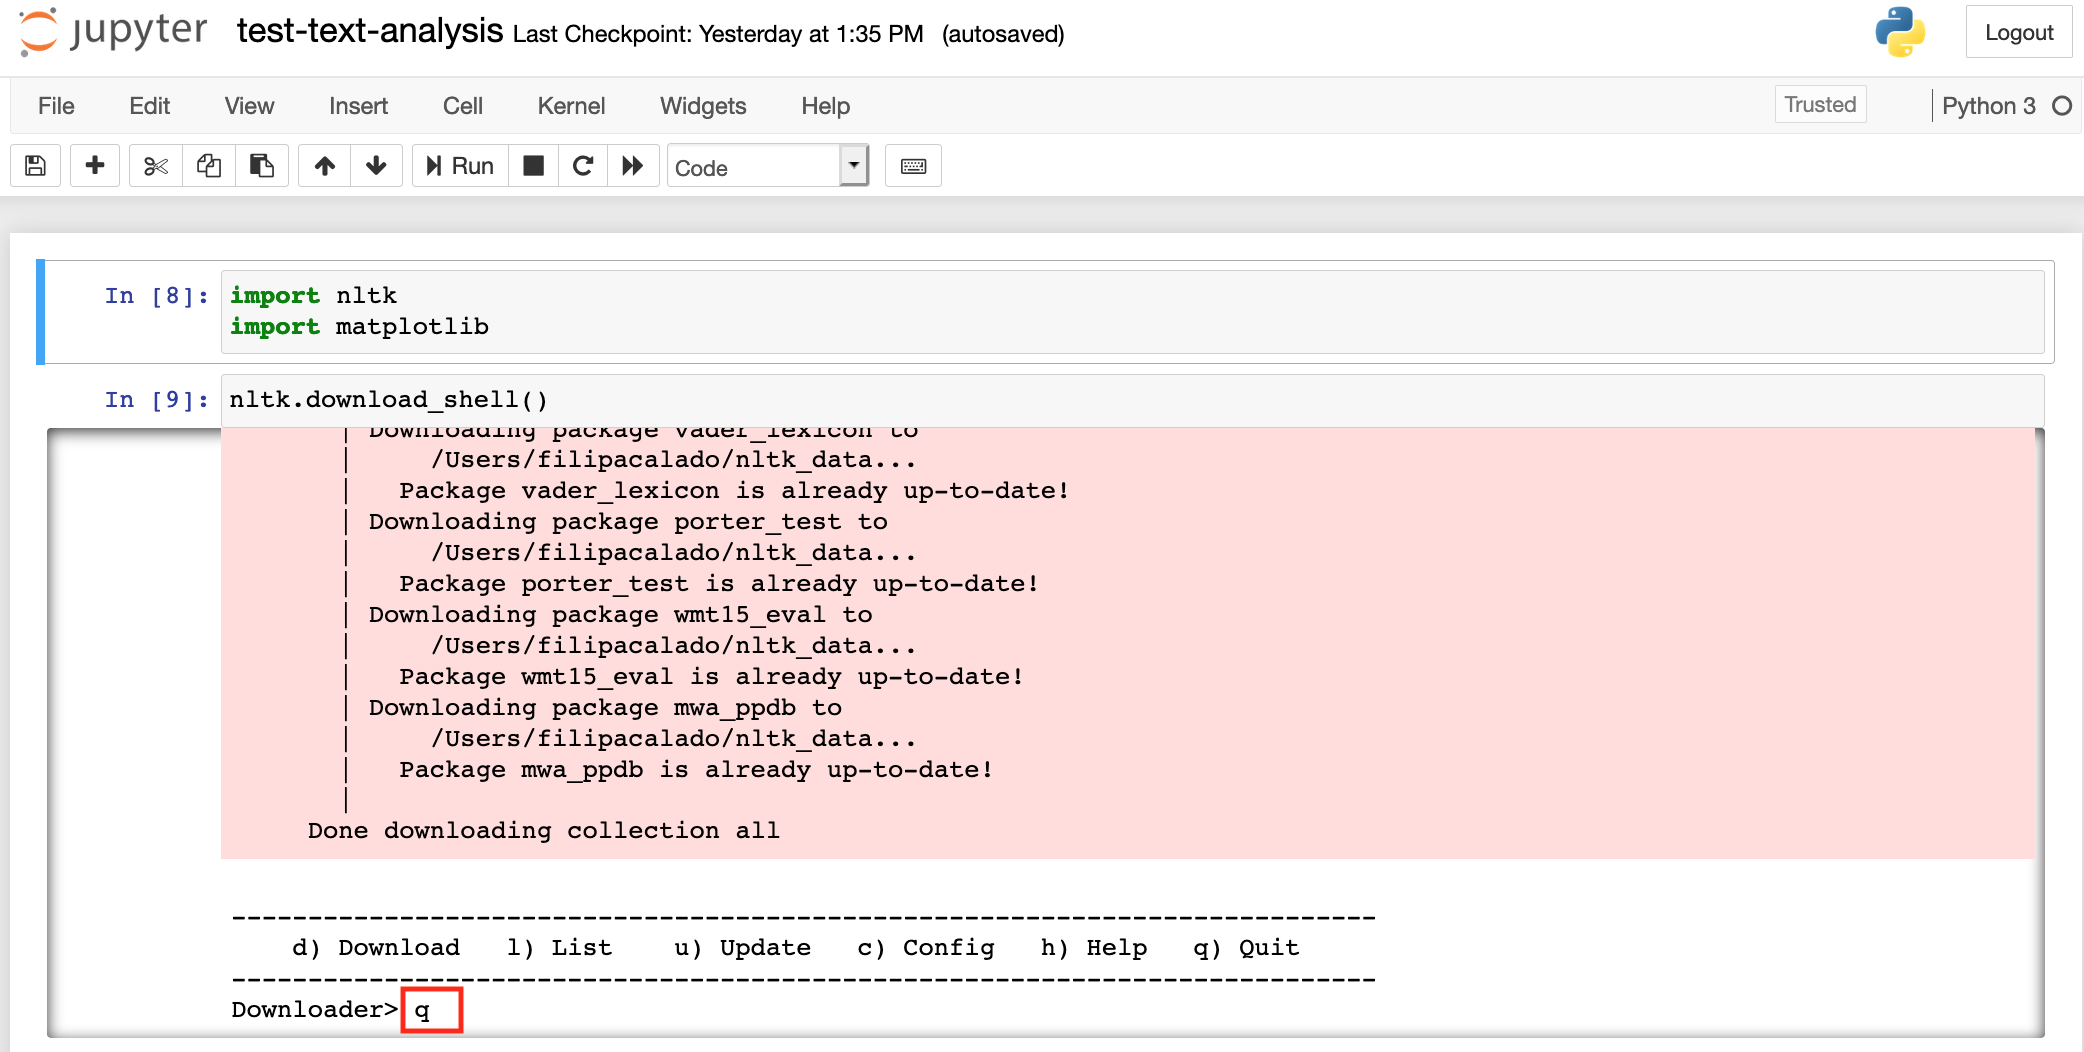 jupyter test-text-analysis Last Checkpoint: Yesterday at 1:35 PM (autosaved) Logout
File Edit View Insert Cell Kernel Widgets Help Trusted Python 3
Run Code
In [8]: import nltk
import matplotlib
In [9]: nltk.download_shell()
| Downloading package vader_lexicon to
| /Users/filipacalado/nltk_data...
| Package vader_lexicon is already up-to-date!
| Downloading package porter_test to
| /Users/filipacalado/nltk_data...
| Package porter_test is already up-to-date!
| Downloading package wmt15_eval to
| /Users/filipacalado/nltk_data...
| Package wmt15_eval is already up-to-date!
| Downloading package mwa_ppdb to
| /Users/filipacalado/nltk_data...
| Package mwa_ppdb is already up-to-date!
|
Done downloading collection all
---------------------------------------------------------------------------
d) Download l) List u) Update c) Config h) Help q) Quit
---------------------------------------------------------------------------
Downloader> q